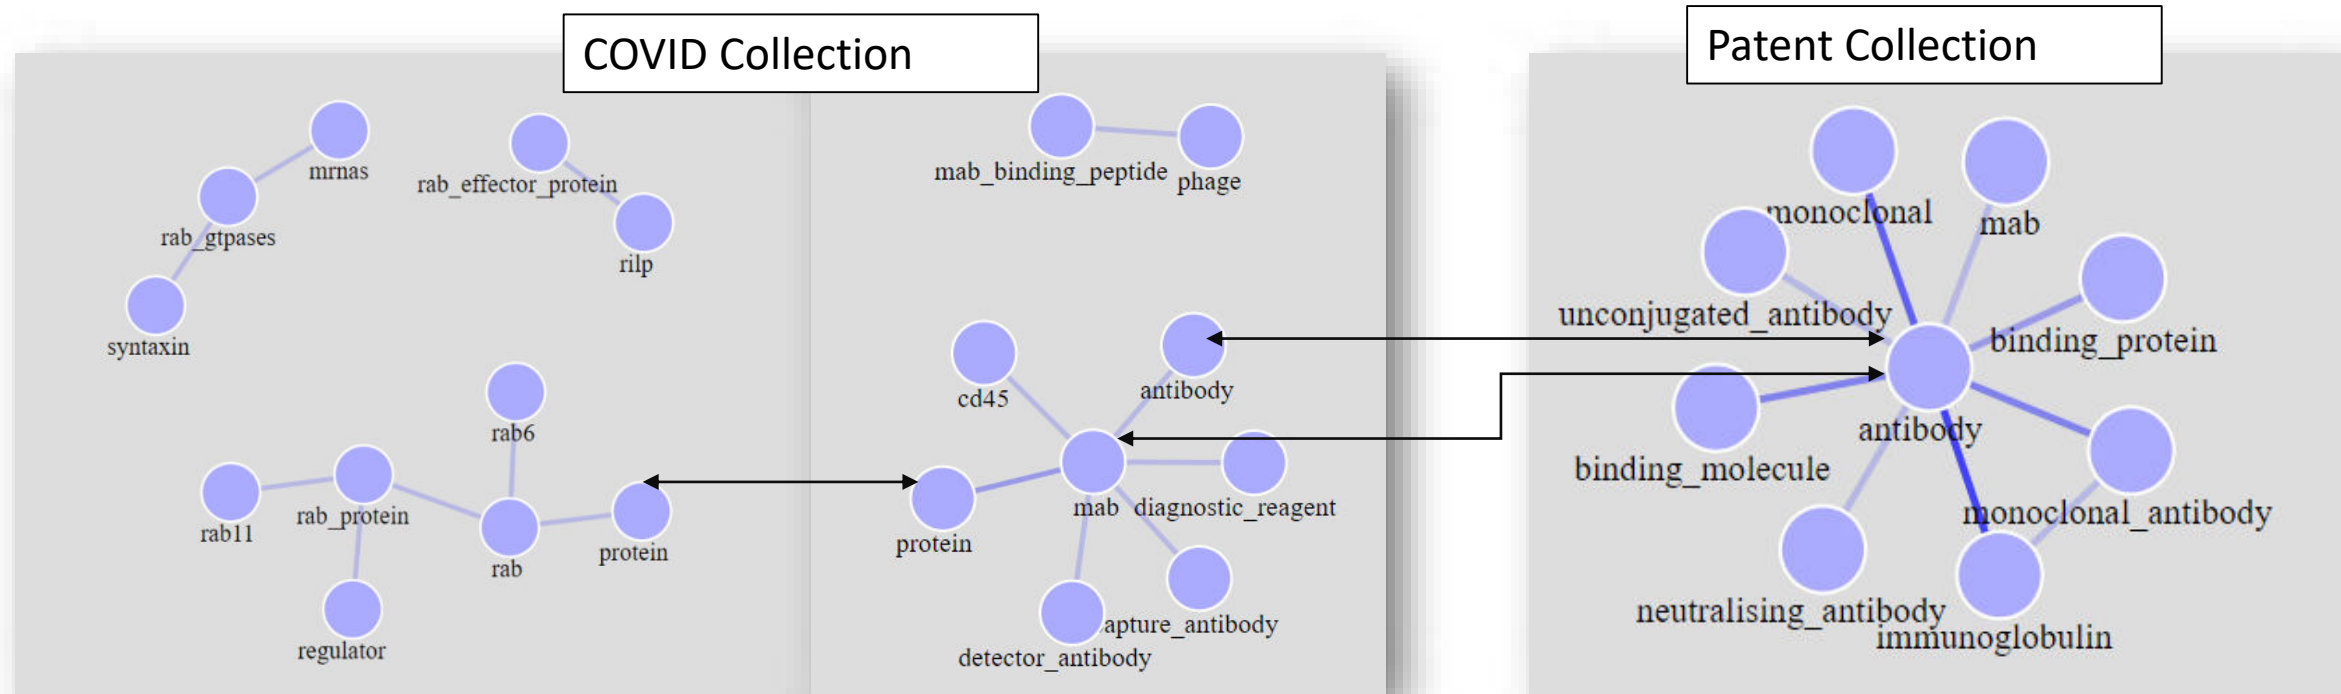 COVID Collection
Patent Collection
mrnas
rab_effector_protein
rab_gtpases
rilp
syntaxin
rab6
rab11
rab_protein
rab
protein
regulator
mab_binding_peptide
phage
cd45
antibody
mab
diagnostic_reagent
protein
apture_antibody
detector_antibody
monoclonal
mab
unconjugated_antibody
binding_protein
antibody
binding_molecule
monoclonal_antibody
neutralising_antibody
immunoglobulin